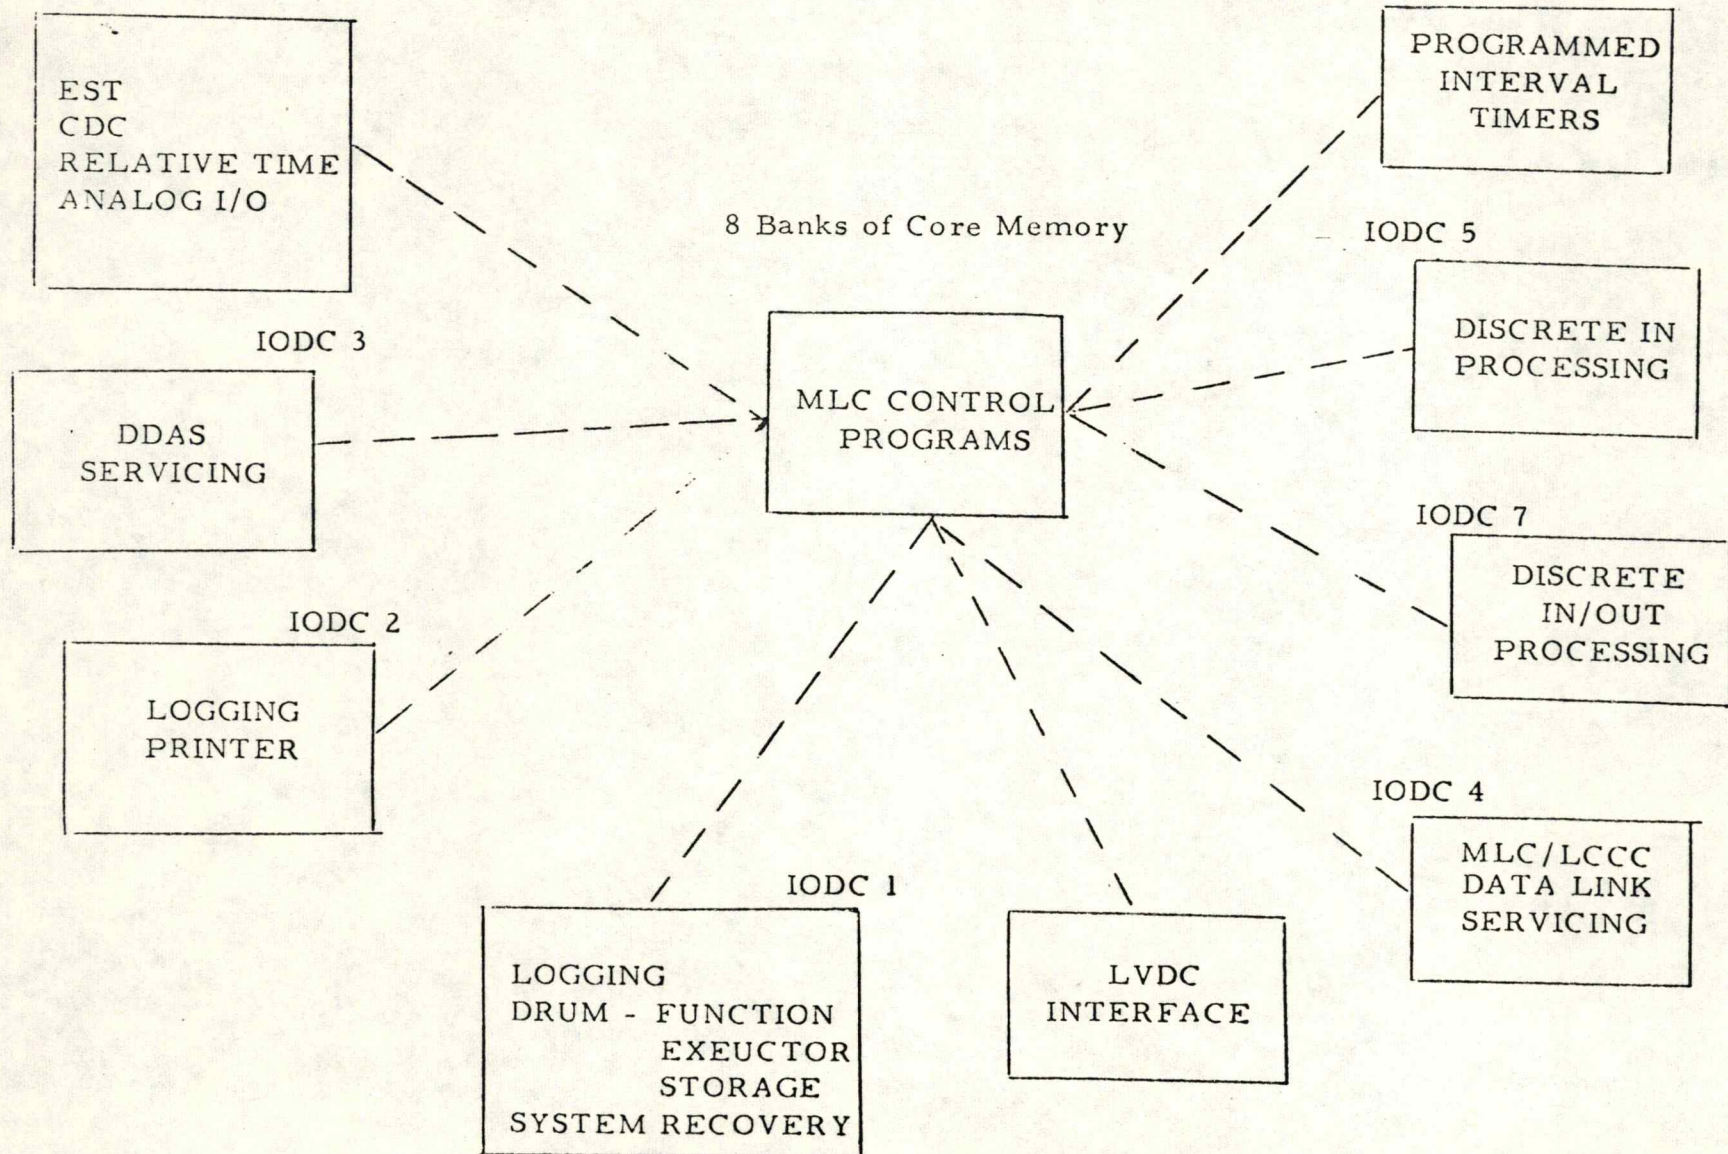 EST
CDC
RELATIVE TIME
ANALOG I/O
PROGRAMMED
INTERVAL
TIMERS
8 Banks of Core Memory
IODC 5
DISCRETE IN
PROCESSING
IODC 3
DDAS
SERVICING
MLC CONTROL
PROGRAMS
IODC 7
DISCRETE
IN/OUT
PROCESSING
IODC 2
LOGGING
PRINTER
IODC 4
MLC/LCCC
DATA LINK
SERVICING
IODC 1
LOGGING
DRUM - FUNCTION
EXEUCTOR
STORAGE
SYSTEM RECOVERY
LVDC
INTERFACE